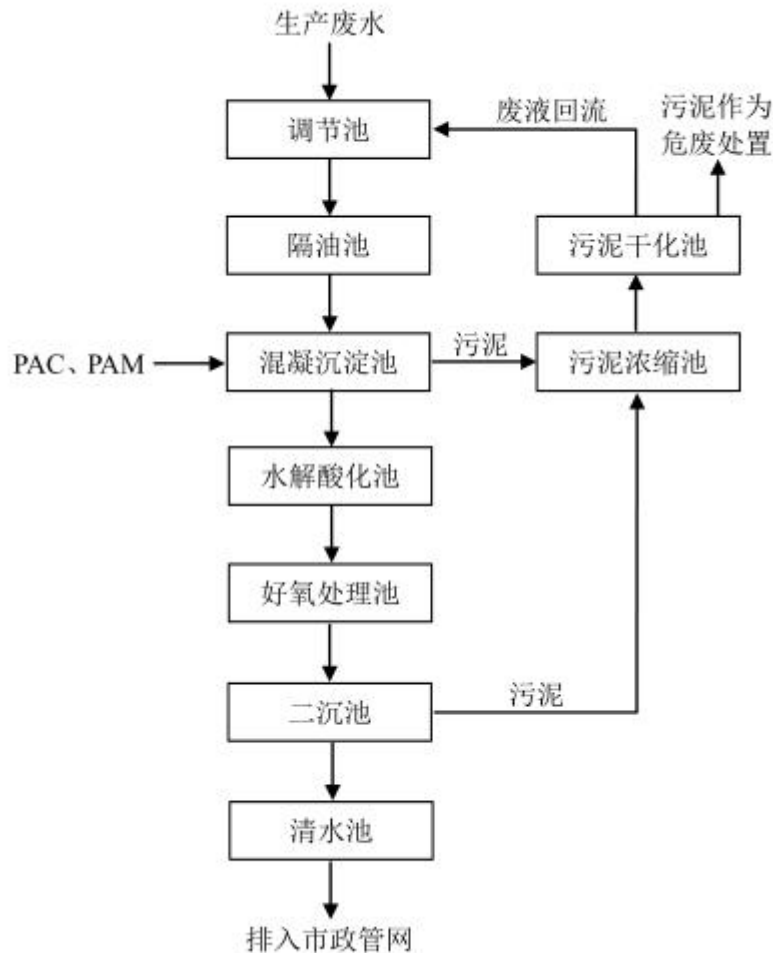 生产废水
调节池
废液回流
污泥作为
危废处置
隔油池
污泥干化池
PAC、PAM
混凝沉淀池
污泥
污泥浓缩池
水解酸化池
好氧处理池
二沉池
污泥
清水池
排入市政管网